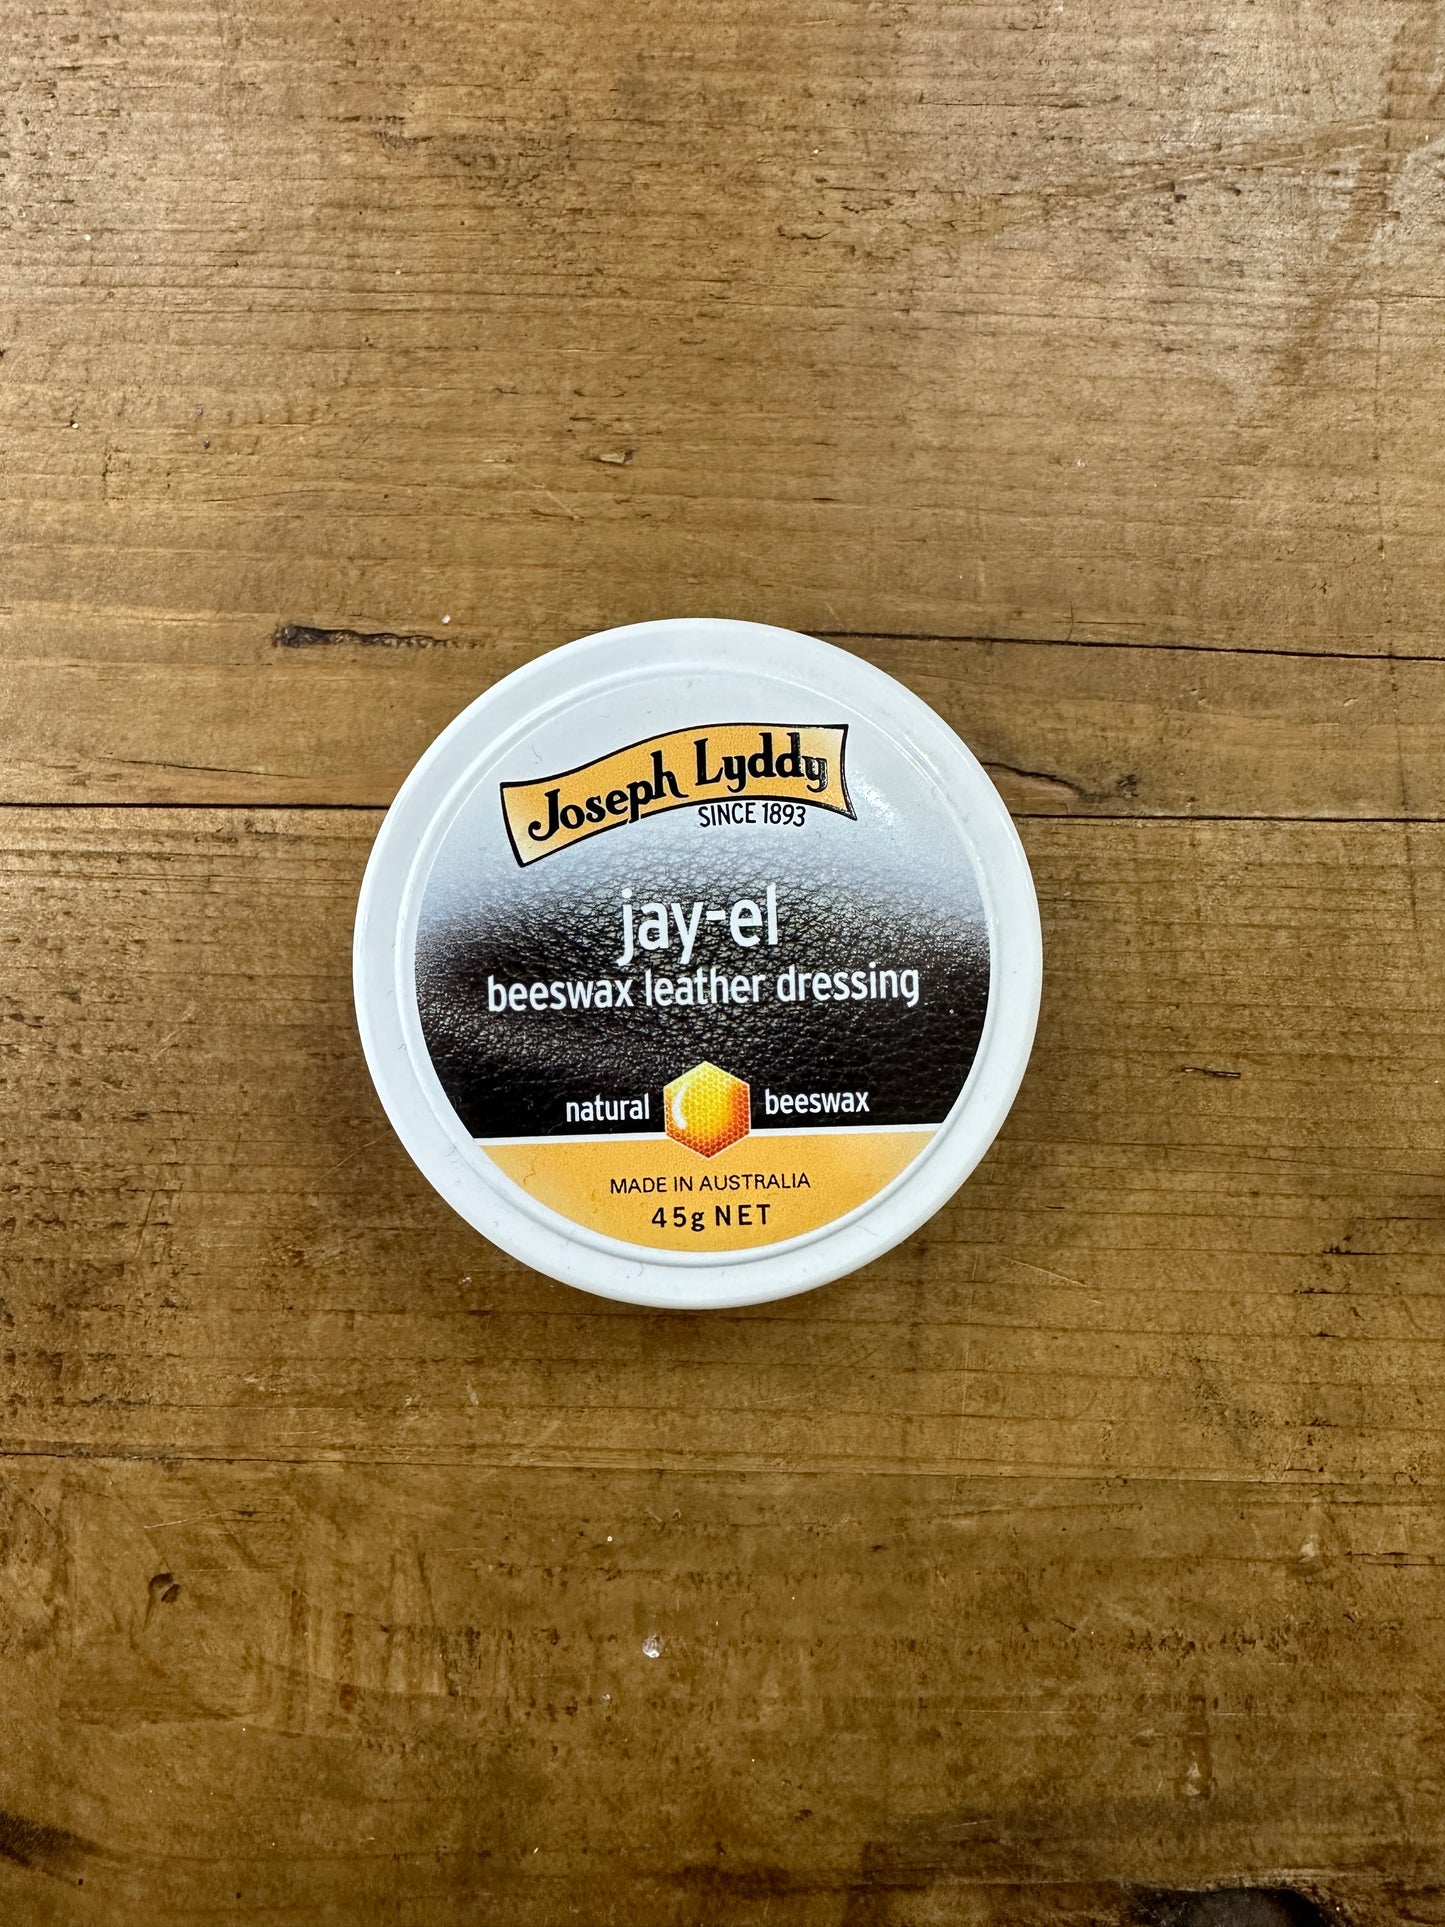 Joseph Lyddy
SINCE 1893
jay-el
beeswax leather dressing
natural beeswax
MADE IN AUSTRALIA
45g NET